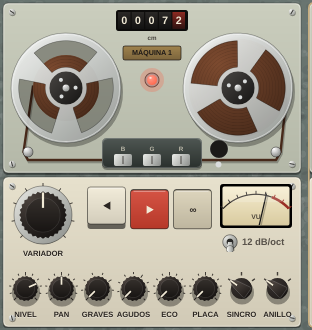 0 0 0 7 2
cm
MÁQUINA 1
B G R
◀ ▶ ∞
VU
12 dB/oct
VARIADOR
NIVEL PAN GRAVES AGUDOS ECO PLACA SINCRO ANILLO